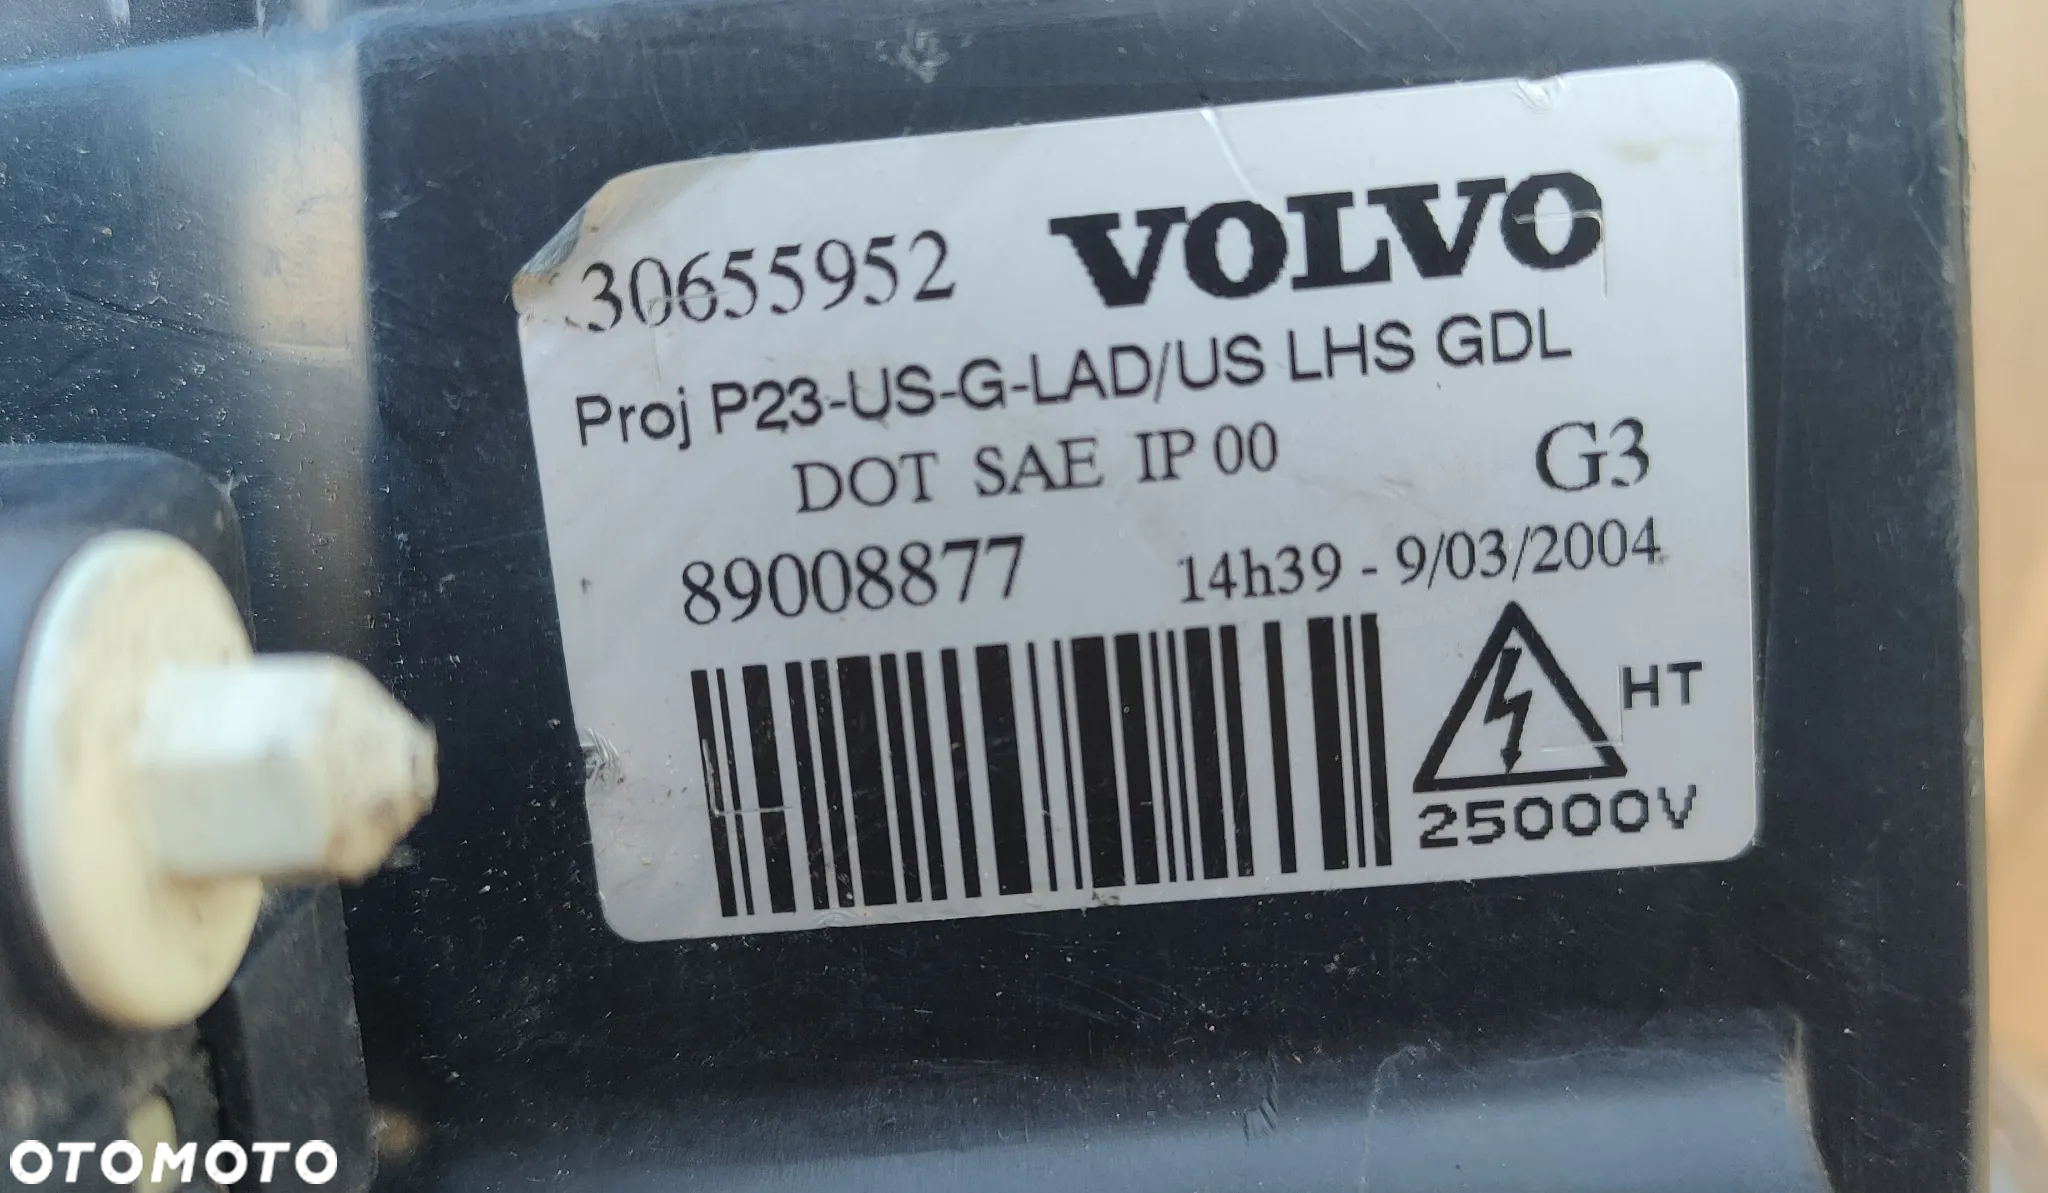 30655952 VOLVO
Proj P23-US-G-LAD/US LHS GDL
DOT SAE IP 00 G3
89008877 14h39 - 9/03/2004
HT
25000V
OTOMOTO